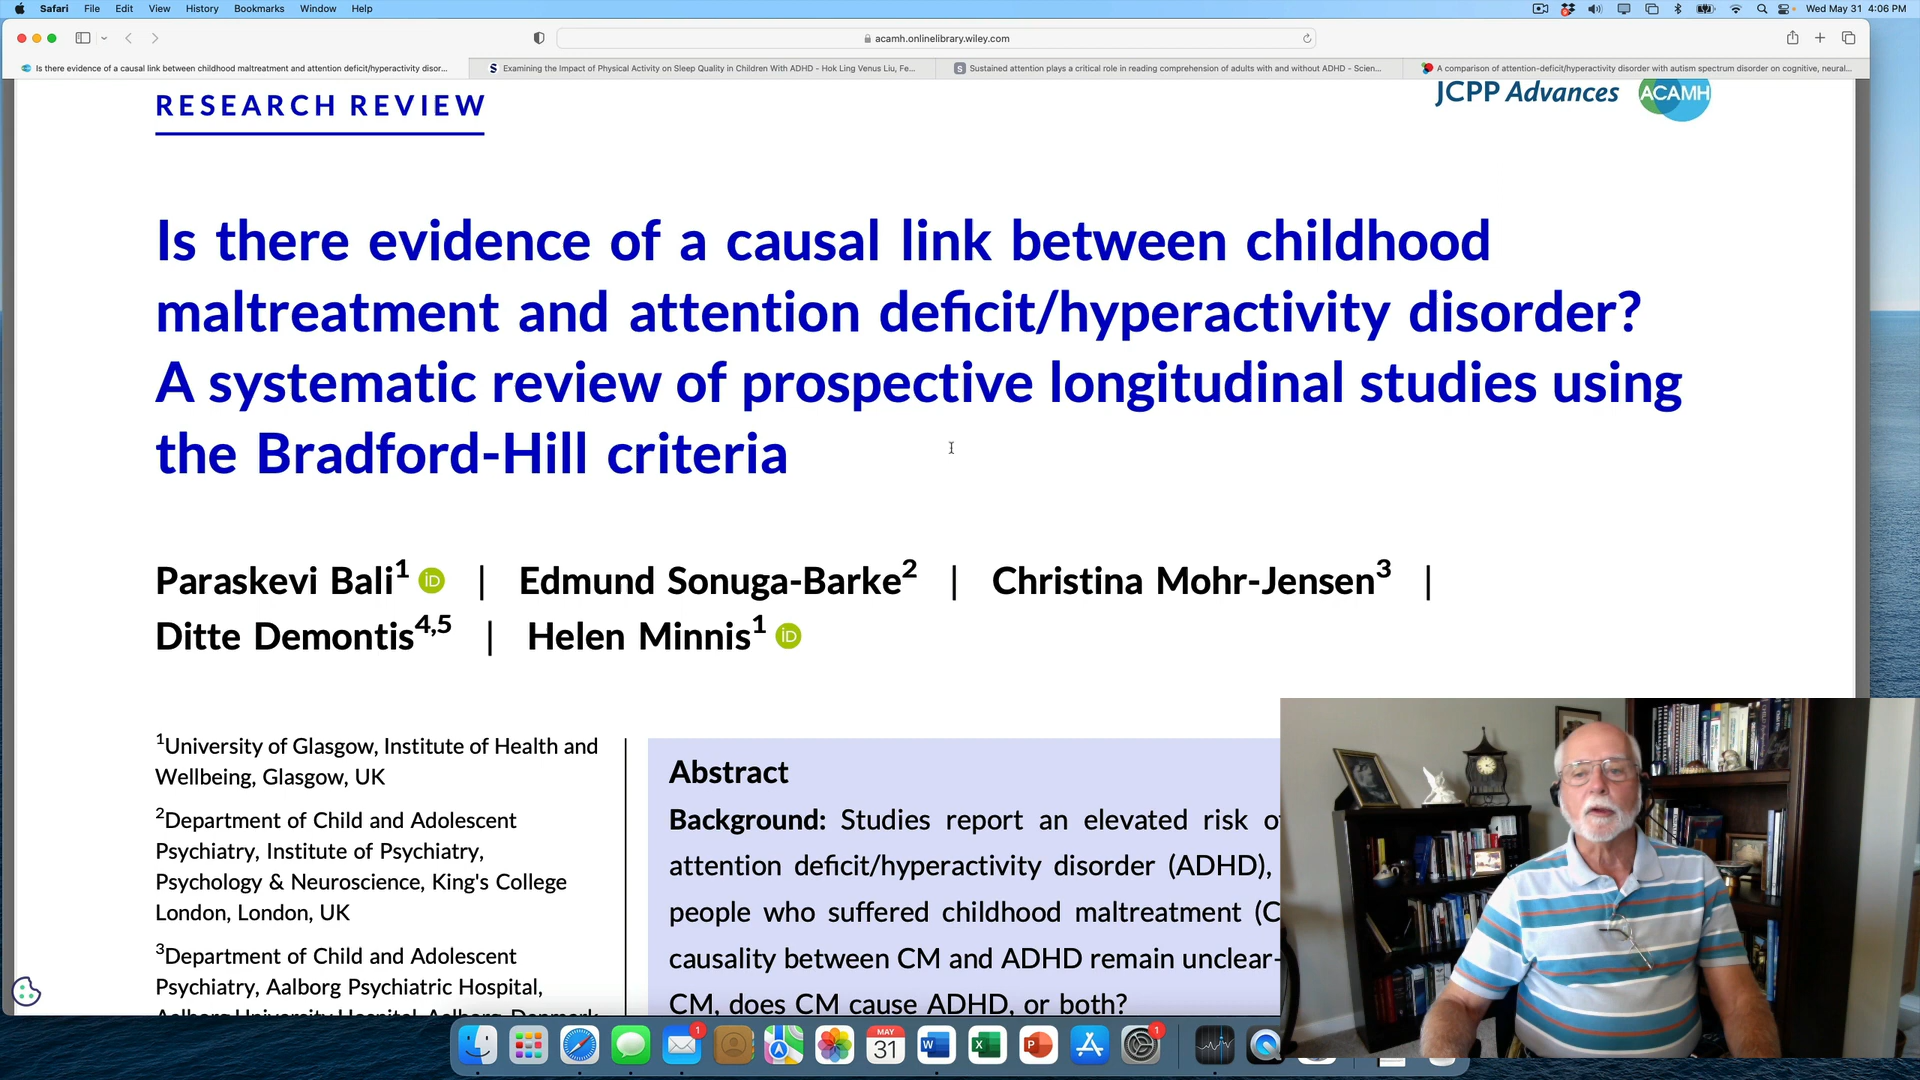 Safari File Edit View History Bookmarks Window Help Wed May 31 4:06 PM
acamh.onlinelibrary.wiley.com
Is there evidence of a causal link between childhood maltreatment and attention deficit/hyperactivity disor...
Examining the Impact of Physical Activity on Sleep Quality in Children With ADHD - Hok Ling Venus Liu, Fe...
Sustained attention plays a critical role in reading comprehension of adults with and without ADHD - Scien...
A comparison of attention-deficit/hyperactivity disorder with autism spectrum disorder on cognitive, neural...
RESEARCH REVIEW
JCPP Advances ACAMH
Is there evidence of a causal link between childhood
maltreatment and attention deficit/hyperactivity disorder?
A systematic review of prospective longitudinal studies using
the Bradford-Hill criteria
Paraskevi Bali1 iD | Edmund Sonuga-Barke2 | Christina Mohr-Jensen3 |
Ditte Demontis4,5 | Helen Minnis1 iD
1University of Glasgow, Institute of Health and
Wellbeing, Glasgow, UK
2Department of Child and Adolescent
Psychiatry, Institute of Psychiatry,
Psychology & Neuroscience, King's College
London, London, UK
3Department of Child and Adolescent
Psychiatry, Aalborg Psychiatric Hospital,
Aalborg University Hospital, Aalborg, Denmark
Abstract
Background: Studies report an elevated risk o
attention deficit/hyperactivity disorder (ADHD),
people who suffered childhood maltreatment (C
causality between CM and ADHD remain unclear-
CM, does CM cause ADHD, or both?
1
MAY
31
W
X
P
1